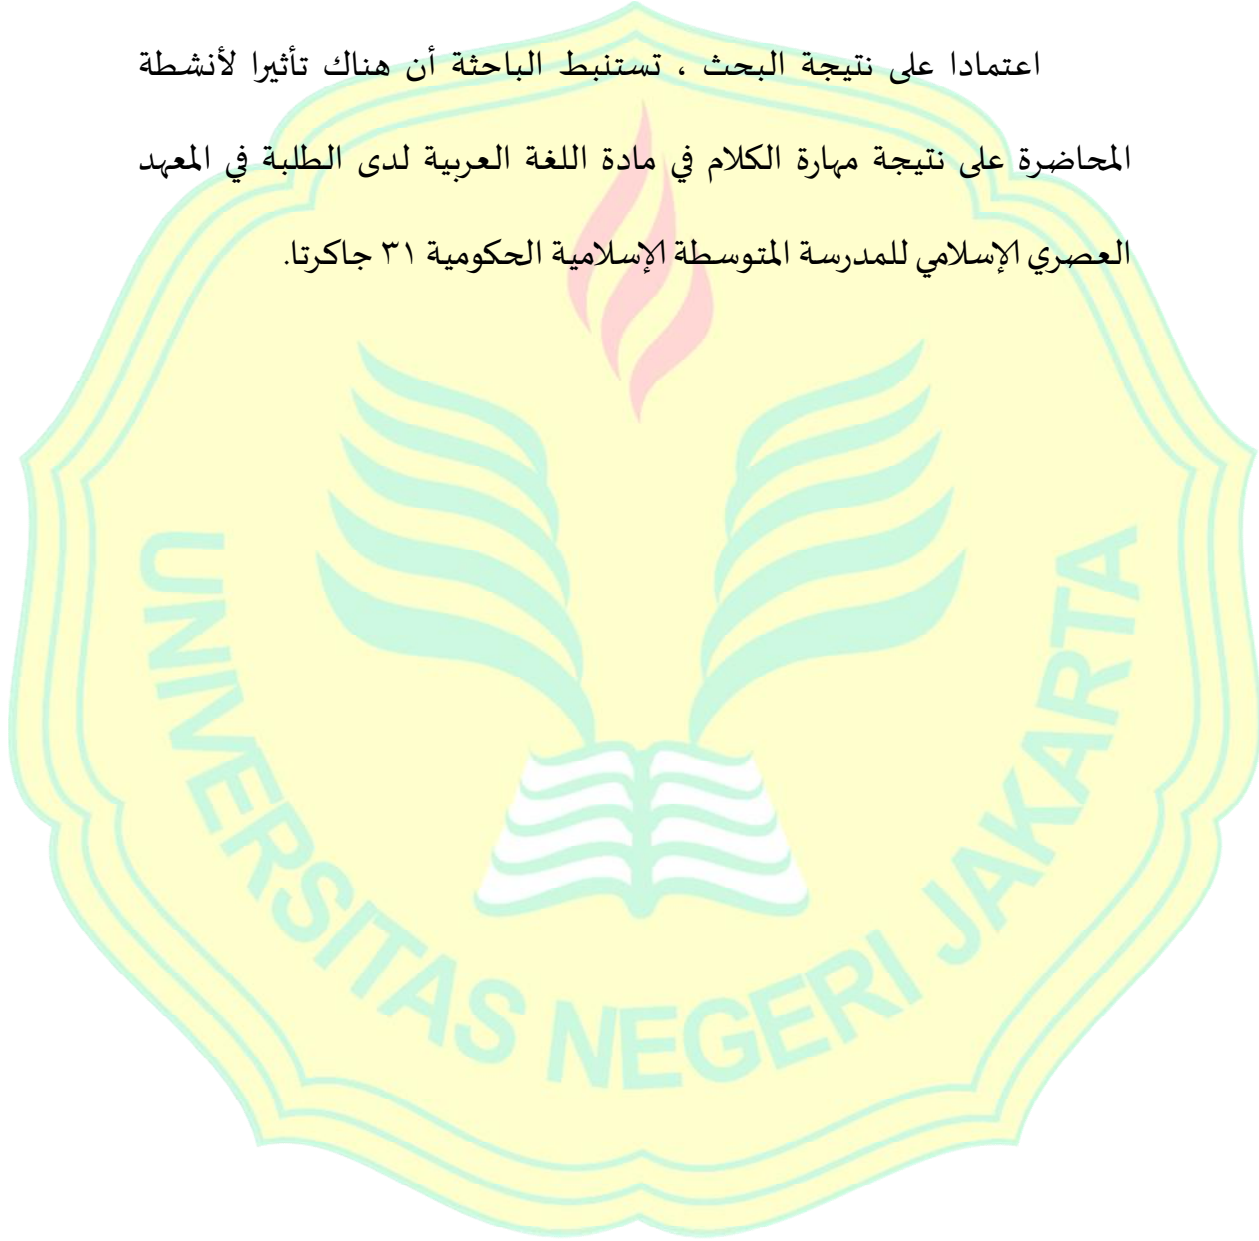 اعتمادا على نتيجة البحث ، تستنبط الباحثة أن هناك تأثيرا لأنشطة
المحاضرة على نتيجة مهارة الكلام في مادة اللغة العربية لدى الطلبة في المعهد
العصري الإسلامي للمدرسة المتوسطة الإسلامية الحكومية ٣١ جاكرتا.
UNIVERSITAS NEGERI JAKARTA